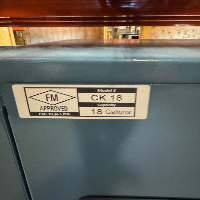 Model #
FM
CK 18
APPROVED
Capacity
18 Gallons